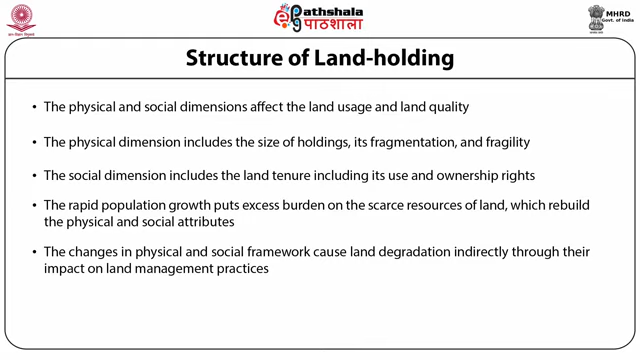 ePathshala
पाठशाला
MHRD
Govt. of India
Structure of Land-holding
• The physical and social dimensions affect the land usage and land quality
• The physical dimension includes the size of holdings, its fragmentation, and fragility
• The social dimension includes the land tenure including its use and ownership rights
• The rapid population growth puts excess burden on the scarce resources of land, which rebuild
the physical and social attributes
• The changes in physical and social framework cause land degradation indirectly through their
impact on land management practices